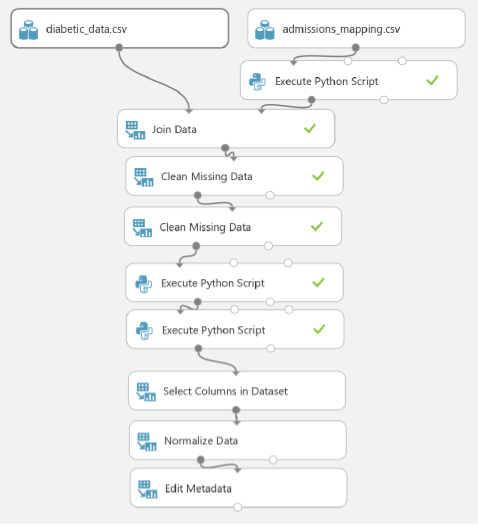 diabetic_data.csv
admissions_mapping.csv
Execute Python Script
Join Data
Clean Missing Data
Clean Missing Data
Execute Python Script
Execute Python Script
Select Columns in Dataset
Normalize Data
Edit Metadata